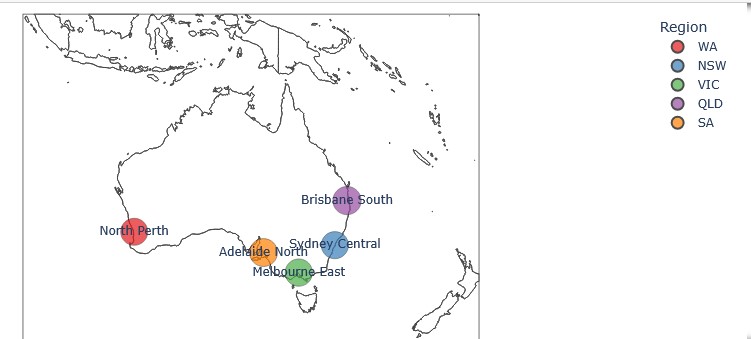 Region
WA
NSW
VIC
QLD
SA
Brisbane South
North Perth
Sydney Central
Adelaide North
Melbourne East